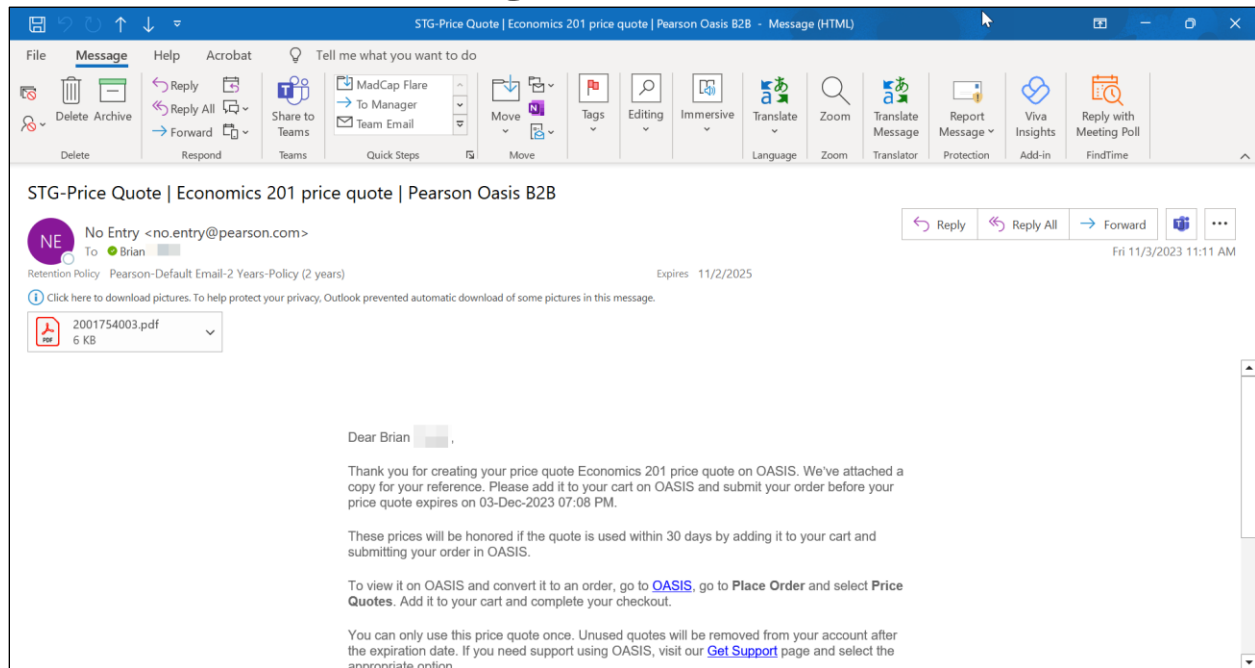 STG-Price Quote | Economics 201 price quote | Pearson Oasis B2B - Message (HTML)
File Message Help Acrobat Tell me what you want to do
Delete Archive
Reply
Reply All
Forward
Share to Teams
MadCap Flare
To Manager
Team Email
Move
Tags
Editing
Immersive
Translate
Zoom
Translate Message
Report Message
Viva Insights
Reply with Meeting Poll
Delete Respond Teams Quick Steps Move Language Zoom Translator Protection Add-in FindTime
STG-Price Quote | Economics 201 price quote | Pearson Oasis B2B
NE
No Entry <no.entry@pearson.com>
To Brian
Reply Reply All Forward
Fri 11/3/2023 11:11 AM
Retention Policy Pearson-Default Email-2 Years-Policy (2 years) Expires 11/2/2025
Click here to download pictures. To help protect your privacy, Outlook prevented automatic download of some pictures in this message.
PDF
2001754003.pdf
6 KB
Dear Brian ,
Thank you for creating your price quote Economics 201 price quote on OASIS. We've attached a
copy for your reference. Please add it to your cart on OASIS and submit your order before your
price quote expires on 03-Dec-2023 07:08 PM.
These prices will be honored if the quote is used within 30 days by adding it to your cart and
submitting your order in OASIS.
To view it on OASIS and convert it to an order, go to OASIS, go to Place Order and select Price
Quotes. Add it to your cart and complete your checkout.
You can only use this price quote once. Unused quotes will be removed from your account after
the expiration date. If you need support using OASIS, visit our Get Support page and select the
appropriate option